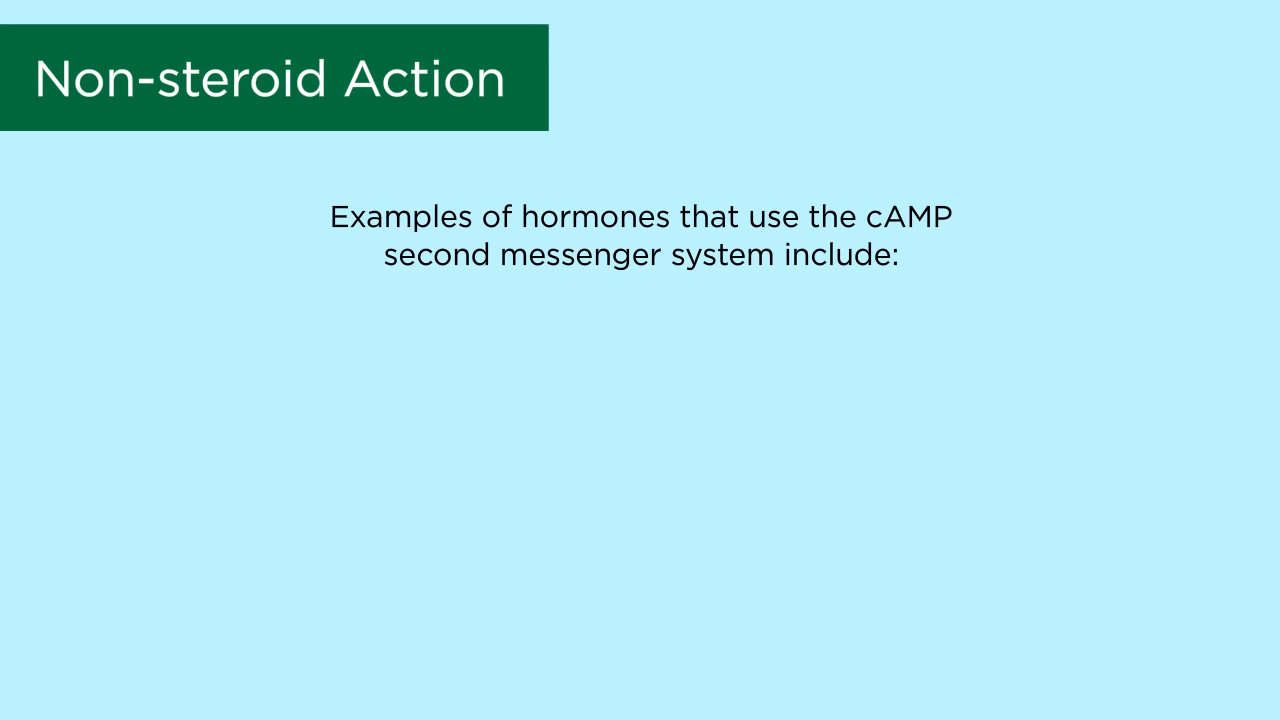 Non-steroid Action
Examples of hormones that use the cAMP
second messenger system include: